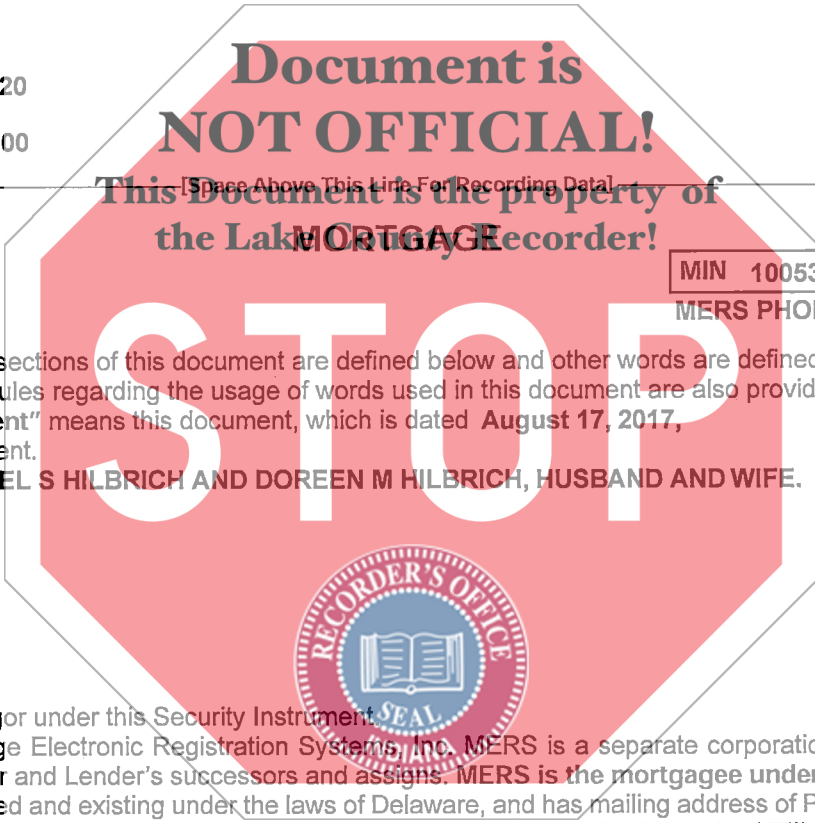 Document is
20
NOT OFFICIAL!
00
[Space Above This Line For Recording Data]
This Document is the property of
the Lake County Recorder!
MORTGAGE
MIN 10053
MERS PHO
sections of this document are defined below and other words are defined
ules regarding the usage of words used in this document are also provid
ent" means this document, which is dated August 17, 2017,
ent.
EL S HILBRICH AND DOREEN M HILBRICH, HUSBAND AND WIFE.
STOP
RECORDER'S OFFICE
SEAL
gor under this Security Instrument.
ge Electronic Registration Systems, Inc. MERS is a separate corporatio
r and Lender's successors and assigns. MERS is the mortgagee under
ed and existing under the laws of Delaware, and has mailing address of P